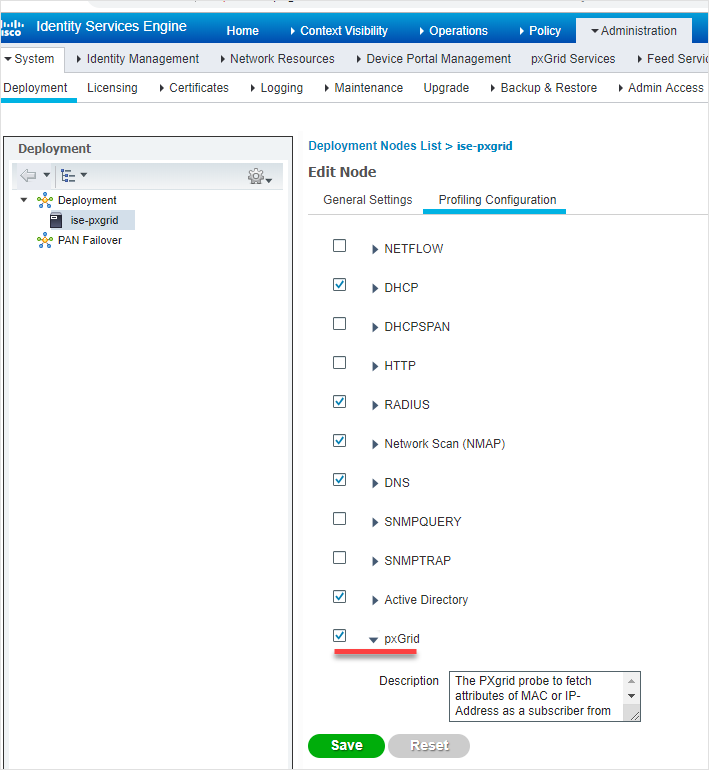 Identity Services Engine
Home
Context Visibility
Operations
Policy
Administration
System
Identity Management
Network Resources
Device Portal Management
pxGrid Services
Feed Servic
Deployment
Licensing
Certificates
Logging
Maintenance
Upgrade
Backup & Restore
Admin Access
Deployment
Deployment
ise-pxgrid
PAN Failover
Deployment Nodes List > ise-pxgrid
Edit Node
General Settings
Profiling Configuration
NETFLOW
DHCP
DHCPSPAN
HTTP
RADIUS
Network Scan (NMAP)
DNS
SNMPQUERY
SNMPTRAP
Active Directory
pxGrid
Description
The PXgrid probe to fetch
attributes of MAC or IP-
Address as a subscriber from
Save
Reset